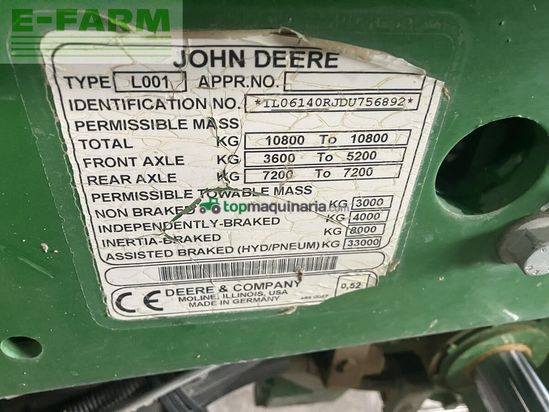 E-FARM
JOHN DEERE
TYPE L001 APPR.NO.
IDENTIFICATION NO. *1L06140RJDU756892*
PERMISSIBLE MASS
TOTAL KG 10800 To 10800
FRONT AXLE KG 3600 To 5200
REAR AXLE KG 7200 To 7200
PERMISSIBLE TOWABLE MASS
NON BRAKED KG 3000
topmaquinaria.com
INDEPENDENTLY-BRAKED KG 4000
INERTIA-BRAKED KG 8000
ASSISTED BRAKED (HYD/PNEUM) KG 33000
CE DEERE & COMPANY 0,52
MOLINE, ILLINOIS, USA
MADE IN GERMANY